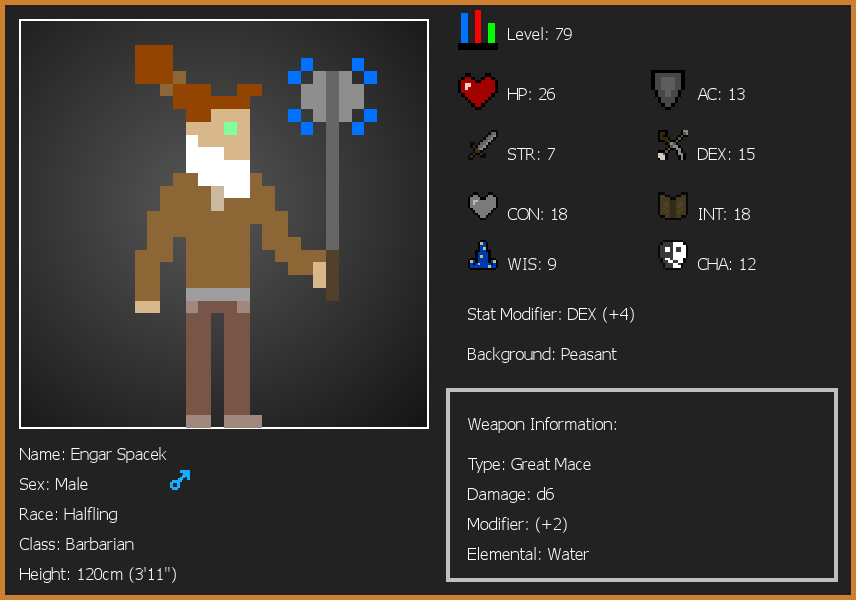 Level: 79
HP: 26
AC: 13
STR: 7
DEX: 15
CON: 18
INT: 18
WIS: 9
CHA: 12
Stat Modifier: DEX (+4)
Background: Peasant
Weapon Information:
Type: Great Mace
Damage: d6
Modifier: (+2)
Elemental: Water
Name: Engar Spacek
Sex: Male
Race: Halfling
Class: Barbarian
Height: 120cm (3'11")